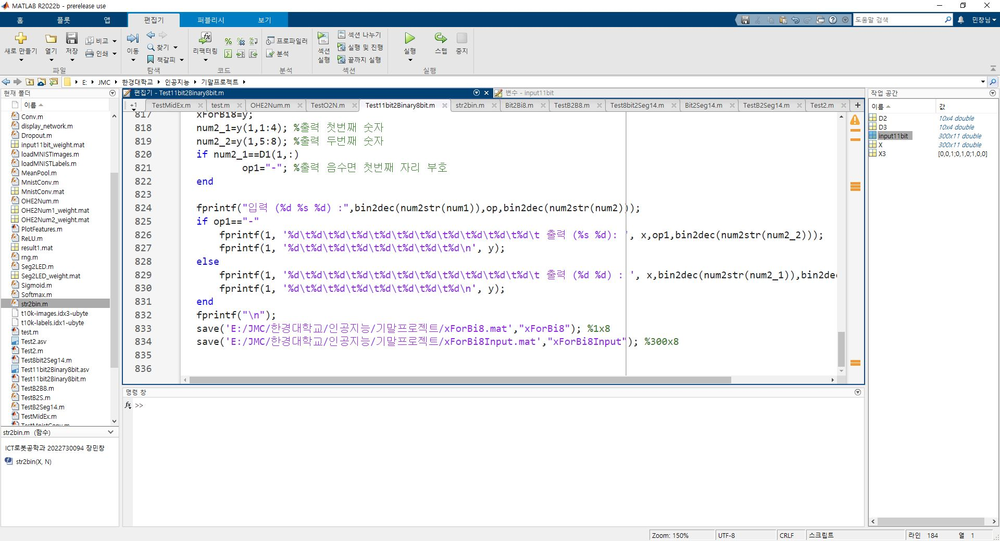 MATLAB R2022b - prerelease use
홈 플롯 앱 편집기 퍼블리시 보기
도움말 검색
민창님
새로 만들기 열기 저장 비교 인쇄
파일
이동 찾기 책갈피
탐색
리팩터링
코드
프로파일러
분석
분석
섹션 실행 섹션 나누기
실행 및 진행
끝까지 실행
섹션
실행 스텝 중지
실행
E: JMC 한경대학교 인공지능 기말프로젝트
현재 폴더
이름
Conv.m
display_network.m
Dropout.m
input11bit_weight.mat
loadMNISTImages.m
loadMNISTLabels.m
MeanPool.m
MnistConv.m
MnistConv.mat
OHE2Num.m
OHE2Num1_weight.mat
OHE2Num2_weight.mat
PlotFeatures.m
ReLU.m
result1.mat
rng.m
Seg2LED.m
Seg2LED_weight.mat
Sigmoid.m
Softmax.m
str2bin.m
t10k-images.idx3-ubyte
t10k-labels.idx1-ubyte
test.m
Test2.asv
Test2.m
Test8bit2Seg14.m
Test11bit2Binary8bit.asv
Test11bit2Binary8bit.m
TestB2B8.m
TestB2S.m
TestB2Seg14.m
TestMidEx.m
TestMnistConv.m
str2bin.m (함수)
ICT로봇공학과 2022730094 장민창
str2bin(X, N)
편집기 - Test11bit2Binary8bit.m
변수 - input11bit
+1 TestMidEx.m test.m OHE2Num.m TestO2N.m Test11bit2Binary8bit.m str2bin.m Bit2Bi8.m TestB2B8.m Test8bit2Seg14.m Bit2Seg14.m TestB2Seg14.m Test2.m +
817 xForBi8=y;
818 num2_1=y(1,1:4); %출력 첫번째 숫자
819 num2_2=y(1,5:8); %출력 두번째 숫자
820 if num2_1==D1(1,:)
821 op1="-"; %출력 음수면 첫번째 자리 부호
822 end
823
824 fprintf("입력 (%d %s %d) :",bin2dec(num2str(num1)),op,bin2dec(num2str(num2)));
825 if op1=="-"
826 fprintf(1, '%d\t%d\t%d\t%d\t%d\t%d\t%d\t%d\t%d\t%d\t%d\t 출력 (%s %d): ', x,op1,bin2dec(num2str(num2_2)));
827 fprintf(1, '%d\t%d\t%d\t%d\t%d\t%d\t%d\t%d\n', y);
828 else
829 fprintf(1, '%d\t%d\t%d\t%d\t%d\t%d\t%d\t%d\t%d\t%d\t%d\t 출력 (%d %d) : ', x,bin2dec(num2str(num2_1)),bin2dec
830 fprintf(1, '%d\t%d\t%d\t%d\t%d\t%d\t%d\t%d\n', y);
831 end
832 fprintf("\n");
833 save('E:/JMC/한경대학교/인공지능/기말프로젝트/xForBi8.mat',"xForBi8"); %1x8
834 save('E:/JMC/한경대학교/인공지능/기말프로젝트/xForBi8Input.mat',"xForBi8Input"); %300x8
835
836
명령 창
fx >>
작업 공간
이름 값
D2 10x4 double
D3 10x4 double
input11bit 300x11 double
X 300x11 double
X3 [0,0,1;0,1,0;1,0,0]
Zoom: 150% UTF-8 CRLF 스크립트 라인 184 열 1